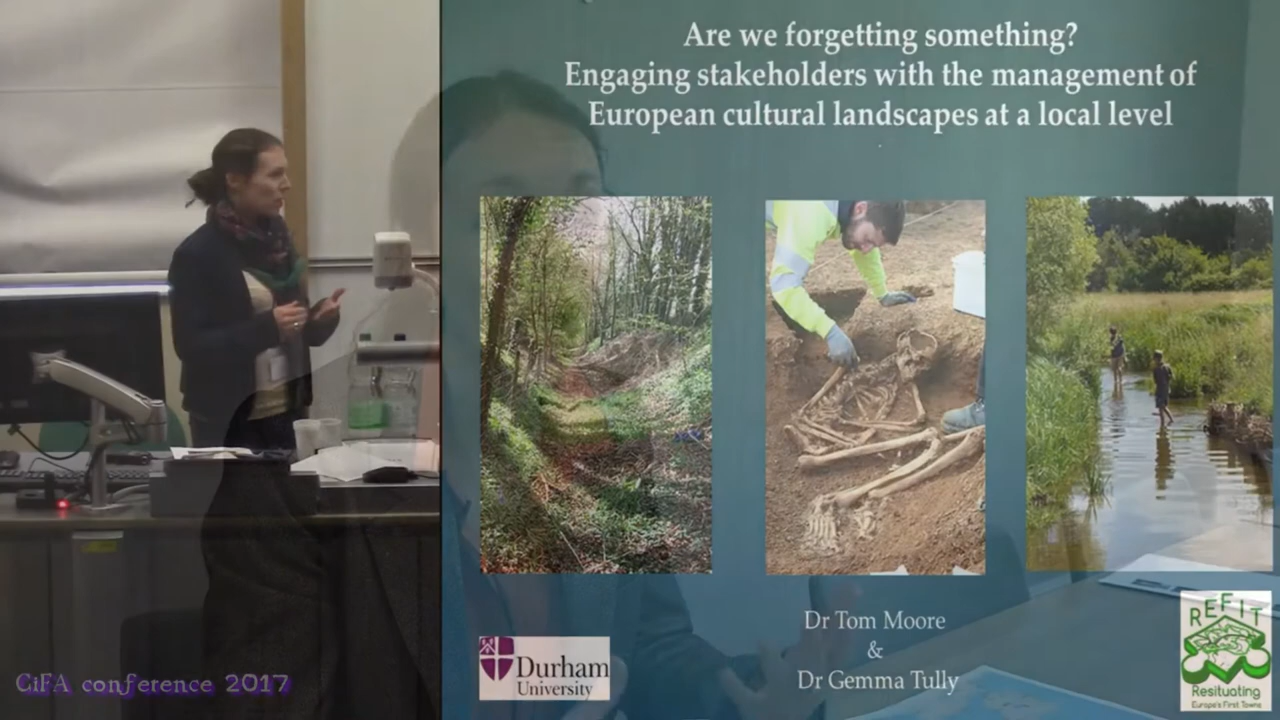 Are we forgetting something?
Engaging stakeholders with the management of
European cultural landscapes at a local level
Dr Tom Moore
&
Dr Gemma Tully
Durham
University
REFIT
Resituating
Europe's First Towns
CifA conference 2017